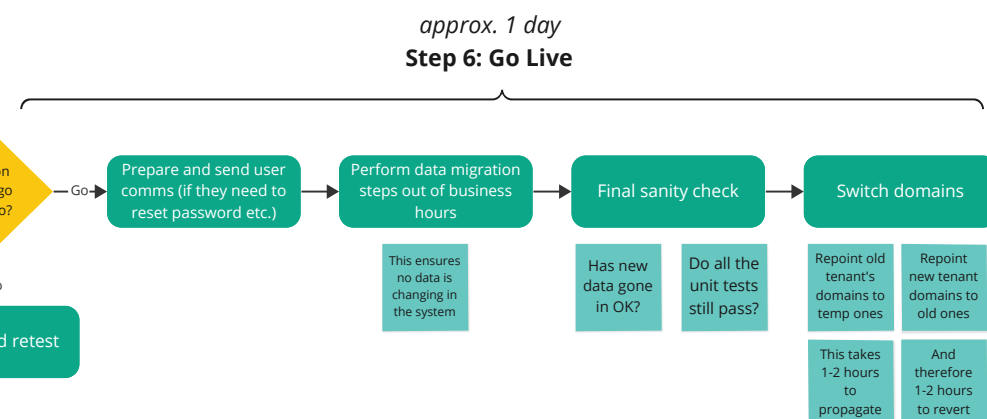 approx. 1 day
Step 6: Go Live
on
go
o?
Go
Prepare and send user
comms (if they need to
reset password etc.)
Perform data migration
steps out of business
hours
Final sanity check
Switch domains
This ensures
no data is
changing in
the system
Has new
data gone
in OK?
Do all the
unit tests
still pass?
Repoint old
tenant's
domains to
temp ones
Repoint
new tenant
domains to
old ones
o
d retest
This takes
1-2 hours
to
propagate
And
therefore
1-2 hours
to revert